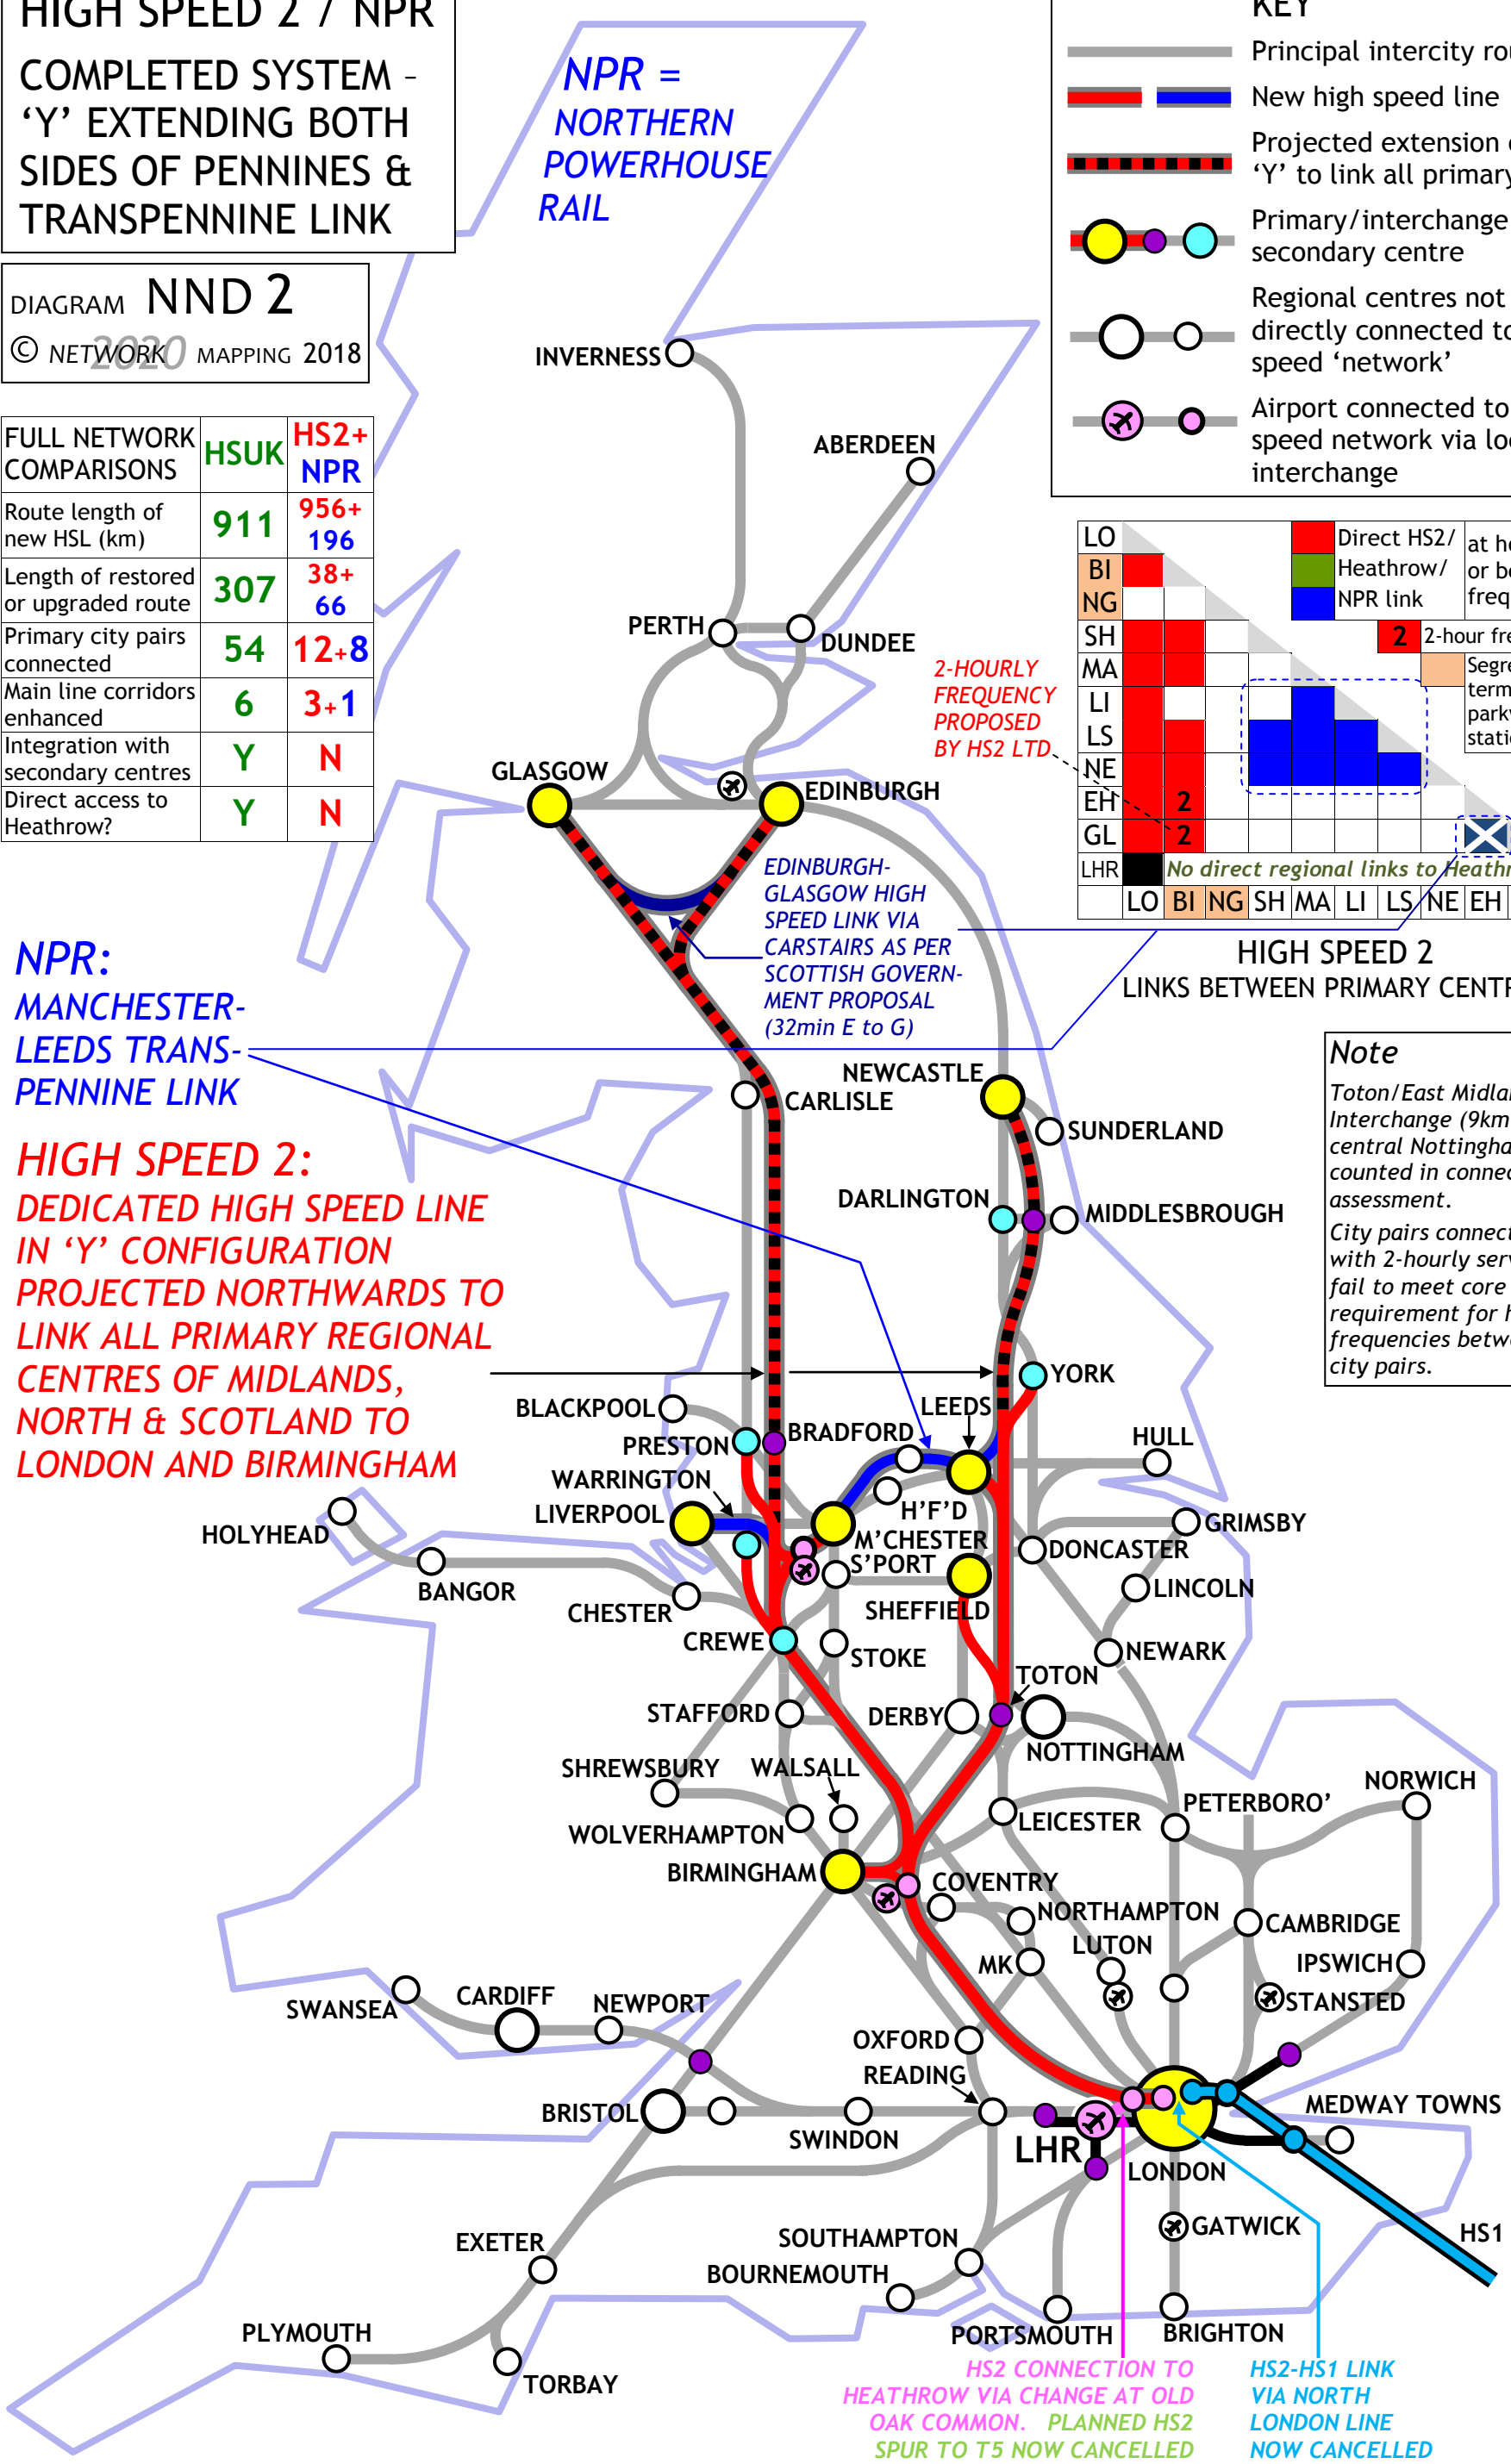 HIGH SPEED 2 / NPR
COMPLETED SYSTEM -
‘Y’ EXTENDING BOTH
SIDES OF PENNINES &
TRANSPENNINE LINK
DIAGRAM NND 2
© NETWORK 2020 MAPPING 2018
FULL NETWORK COMPARISONS HSUK HS2+ NPR
Route length of new HSL (km) 911 956+ 196
Length of restored or upgraded route 307 38+ 66
Primary city pairs connected 54 12+8
Main line corridors enhanced 6 3+1
Integration with secondary centres Y N
Direct access to Heathrow? Y N
NPR =
NORTHERN
POWERHOUSE
RAIL
KEY
Principal intercity
New high speed line
Projected extension
‘Y’ to link all primary
Primary/interchange
secondary centre
Regional centres not
directly connected to
speed ‘network’
Airport connected to
speed network via
interchange
LO
BI
NG
SH
MA
LI
LS
NE
EH 2
GL 2
LHR No direct regional links to
LO BI NG SH MA LI LS NE EH
Direct HS2/
Heathrow/
NPR link
at
or
2 2-hour
HIGH SPEED 2
LINKS BETWEEN PRIMARY
2-HOURLY
FREQUENCY
PROPOSED
BY HS2 LTD
Note
Toton/East
Interchange (9km
central
counted in
assessment.
City pairs
with 2-hourly
fail to meet core
requirement for
frequencies
city pairs.
EDINBURGH-
GLASGOW HIGH
SPEED LINK VIA
CARSTAIRS AS PER
SCOTTISH GOVERN-
MENT PROPOSAL
(32min E to G)
NPR:
MANCHESTER-
LEEDS TRANS-
PENNINE LINK
HIGH SPEED 2:
DEDICATED HIGH SPEED LINE
IN ‘Y’ CONFIGURATION
PROJECTED NORTHWARDS TO
LINK ALL PRIMARY REGIONAL
CENTRES OF MIDLANDS,
NORTH & SCOTLAND TO
LONDON AND BIRMINGHAM
INVERNESS
ABERDEEN
PERTH
DUNDEE
GLASGOW
EDINBURGH
NEWCASTLE
CARLISLE
SUNDERLAND
DARLINGTON
MIDDLESBROUGH
YORK
BLACKPOOL
LEEDS
PRESTON
BRADFORD
HULL
WARRINGTON
LIVERPOOL
H’F’D
M’CHESTER
GRIMSBY
HOLYHEAD
S’PORT
DONCASTER
BANGOR
CHESTER
SHEFFIELD
LINCOLN
CREWE
STOKE
NEWARK
TOTON
STAFFORD
DERBY
NOTTINGHAM
SHREWSBURY
WALSALL
NORWICH
WOLVERHAMPTON
LEICESTER
PETERBORO’
BIRMINGHAM
COVENTRY
NORTHAMPTON
CAMBRIDGE
LUTON
MK
IPSWICH
SWANSEA
CARDIFF
NEWPORT
STANSTED
OXFORD
READING
BRISTOL
SWINDON
MEDWAY TOWNS
LHR
LONDON
EXETER
SOUTHAMPTON
GATWICK
HS1
BOURNEMOUTH
PLYMOUTH
PORTSMOUTH
BRIGHTON
TORBAY
HS2 CONNECTION TO
HEATHROW VIA CHANGE AT OLD
OAK COMMON. PLANNED HS2
SPUR TO T5 NOW CANCELLED
HS2-HS1 LINK
VIA NORTH
LONDON LINE
NOW CANCELLED